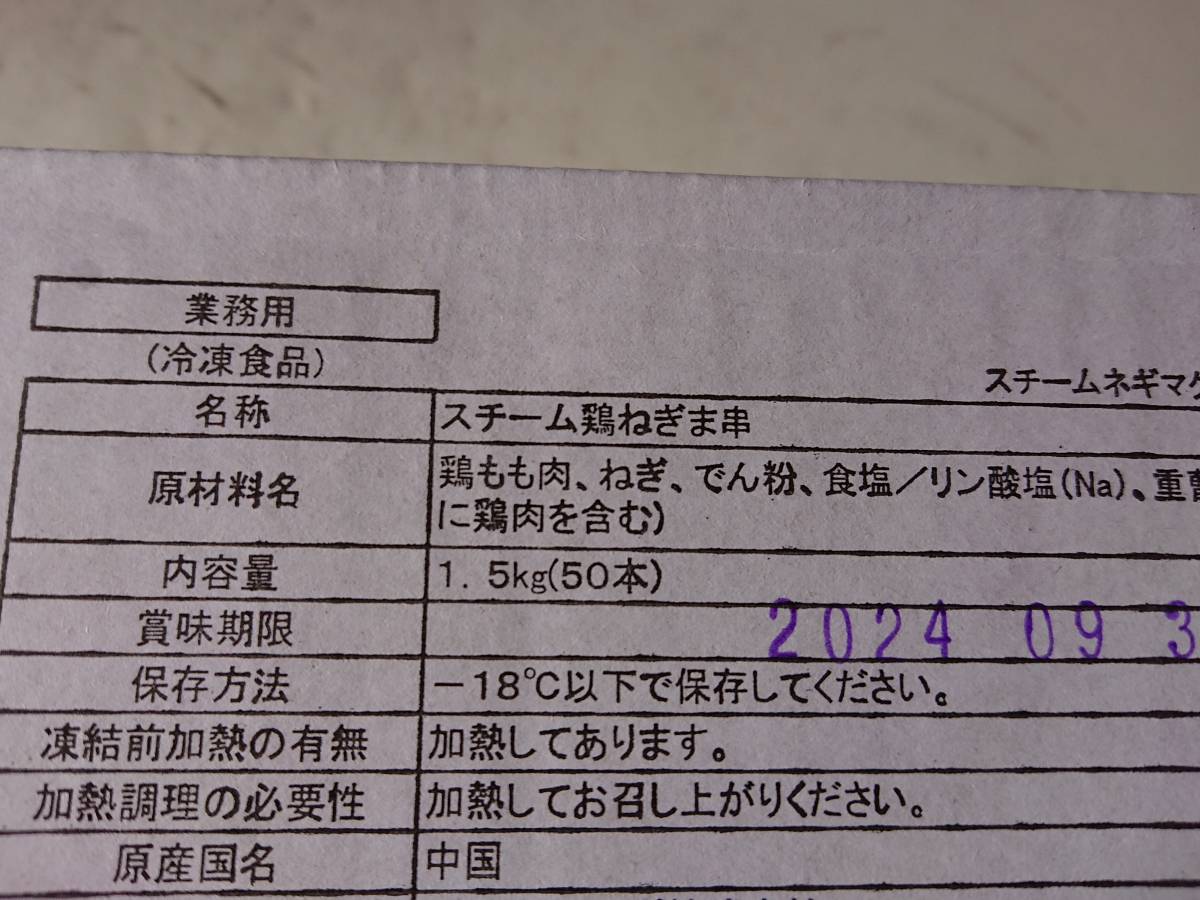 業務用
(冷凍食品)
スチームネギマク
名称 スチーム鶏ねぎま串
原材料名 鶏もも肉、ねぎ、でん粉、食塩／リン酸塩(Na)、重曹
に鶏肉を含む)
内容量 1.5kg(50本)
賞味期限 2024 09 3
保存方法 －18℃以下で保存してください。
凍結前加熱の有無 加熱してあります。
加熱調理の必要性 加熱してお召し上がりください。
原産国名 中国